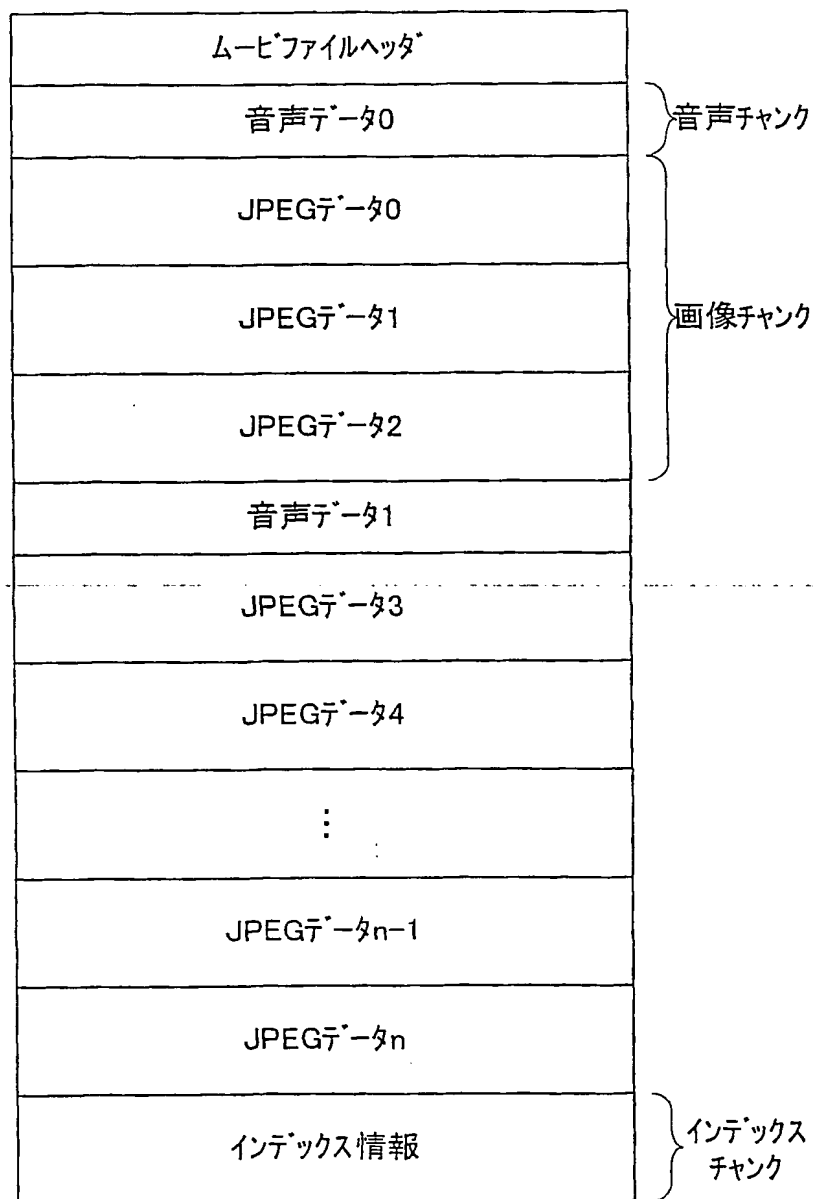 ムービファイルヘッダ
音声データ0
音声チャンク
JPEGデータ0
JPEGデータ1
画像チャンク
JPEGデータ2
音声データ1
JPEGデータ3
JPEGデータ4
⋮
JPEGデータn-1
JPEGデータn
インデックス情報
インデックス
チャンク